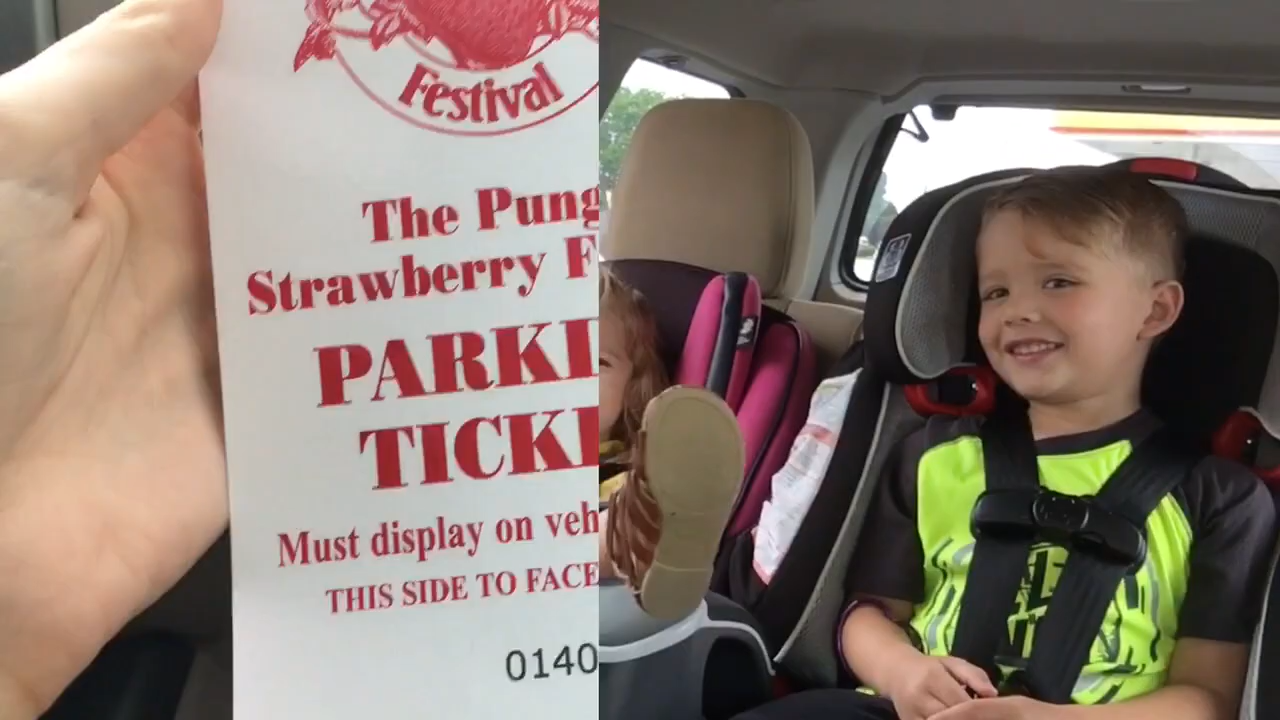 Festival
The Pung
Strawberry F
PARKI
TICKE
Must display on veh
THIS SIDE TO FACE
0140